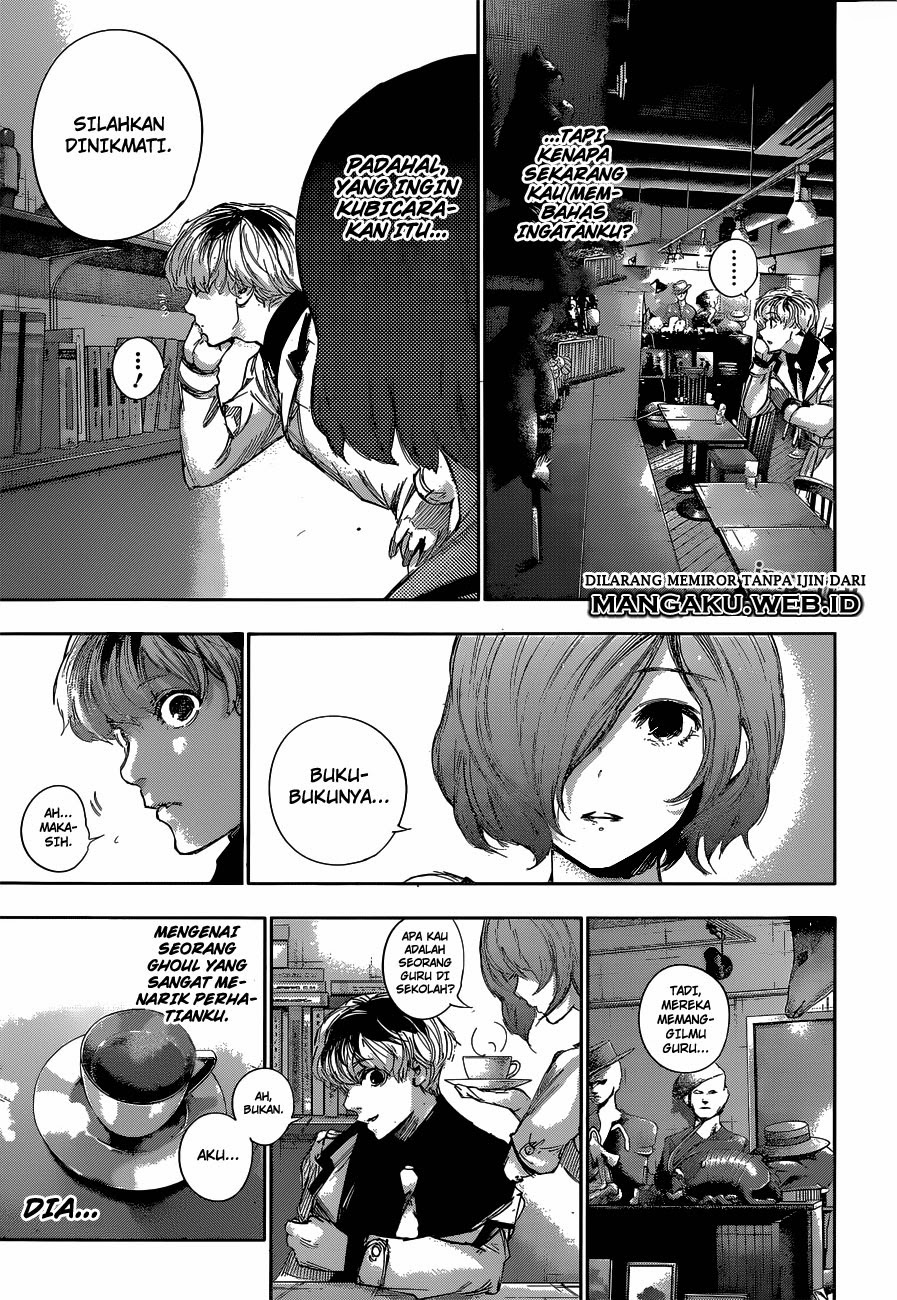 ...TAPI
KENAPA
SEKARANG
KAU MEM-
BAHAS
INGATANKU?
......
PADAHAL,
YANG INGIN
KUBICARA-
KAN ITU...
SILAHKAN
DINIKMATI.
...!
DILARANG MEMIROR TANPA IJIN DARI
MANGAKU.WEB.ID
BUKU-
BUKUNYA...
AH...
MAKA-
SIH.
TADI,
MEREKA
MEMANG-
GILMU
GURU...
APA KAU
ADALAH
SEORANG
GURU DI
SEKOLAH?
AH,
BUKAN.
AKU...
MENGENAI
SEORANG
GHOUL YANG
SANGAT ME-
NARIK PERHA-
TIANKU.
DIA...